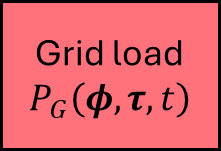 Grid load
P_G(ϕ, τ, t)